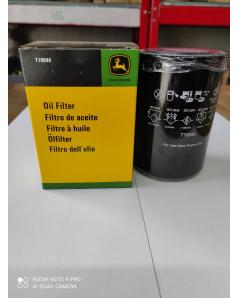 T19044
JOHN DEERE
Oil Filter
Filtro de aceite
Filtre à huile
Ölfilter
Filtro dell'olio
T19044
REDMI NOTE 9 PRO
AI QUAD CAMERA